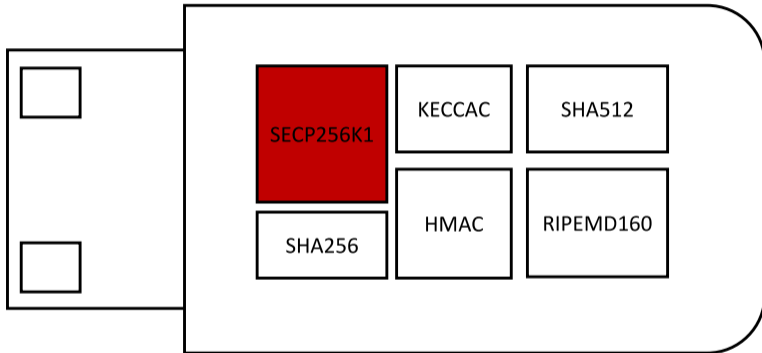 SECP256K1
KECCAC
SHA512
SHA256
HMAC
RIPEMD160